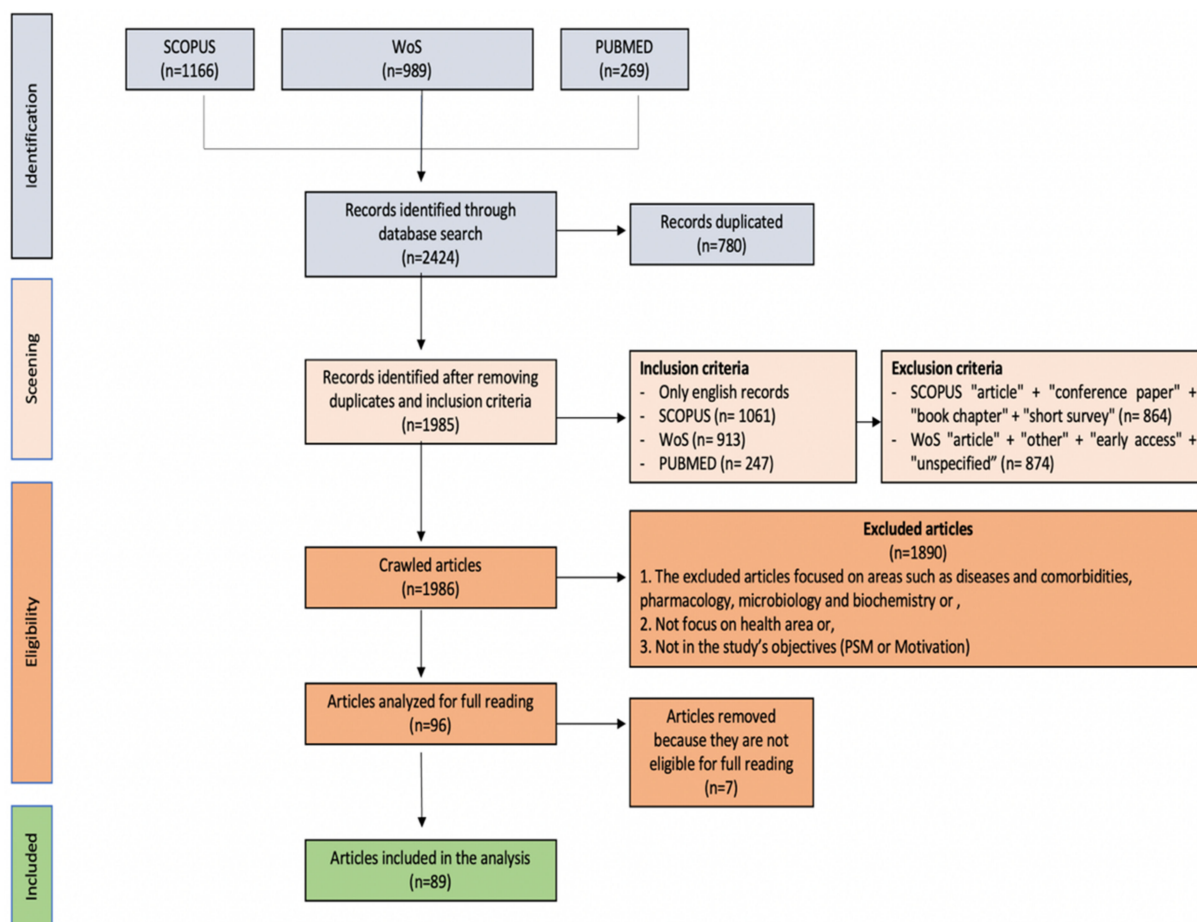 Identification
SCOPUS
(n=1166)
WoS
(n=989)
PUBMED
(n=269)
Records identified through
database search
(n=2424)
Records duplicated
(n=780)
Sceening
Records identified after removing
duplicates and inclusion criteria
(n=1985)
Inclusion criteria
- Only english records
- SCOPUS (n= 1061)
- WoS (n= 913)
- PUBMED (n= 247)
Exclusion criteria
- SCOPUS "article" + "conference paper" +
"book chapter" + "short survey" (n= 864)
- WoS "article" + "other" + "early access" +
"unspecified” (n= 874)
Eligibility
Crawled articles
(n=1986)
Excluded articles
(n=1890)
1. The excluded articles focused on areas such as diseases and comorbidities,
pharmacology, microbiology and biochemistry or ,
2. Not focus on health area or,
3. Not in the study’s objectives (PSM or Motivation)
Articles analyzed for full reading
(n=96)
Articles removed
because they are not
eligible for full reading
(n=7)
Included
Articles included in the analysis
(n=89)